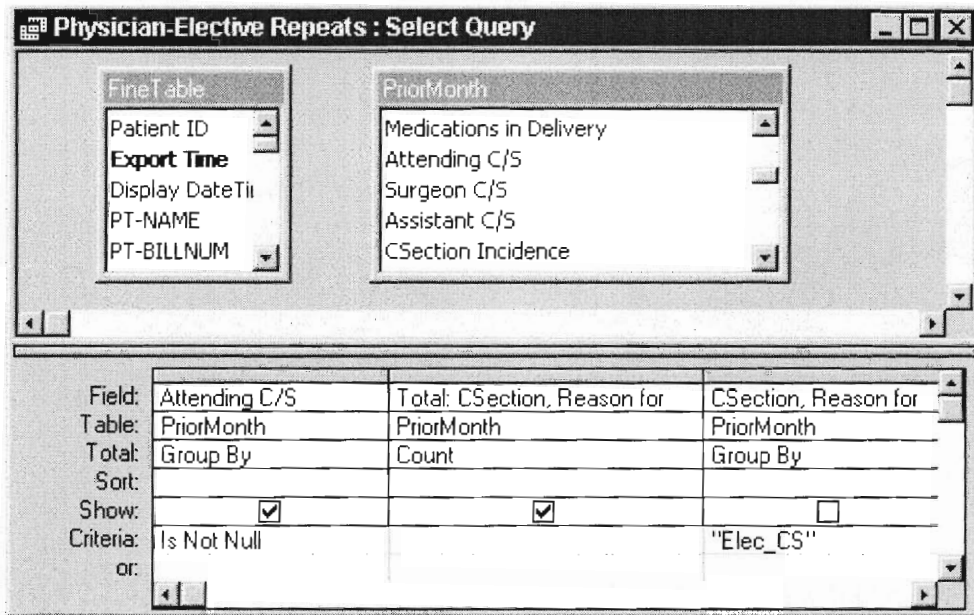 Physician-Elective Repeats : Select Query
FineTable
Patient ID
Export Time
Display DateTii
PT-NAME
PT-BILLNUM
PriorMonth
Medications in Delivery
Attending C/S
Surgeon C/S
Assistant C/S
CSection Incidence
Field: Attending C/S Total: CSection, Reason for CSection, Reason for
Table: PriorMonth PriorMonth PriorMonth
Total: Group By Count Group By
Sort:
Show:
Criteria: Is Not Null "Elec_CS"
or: